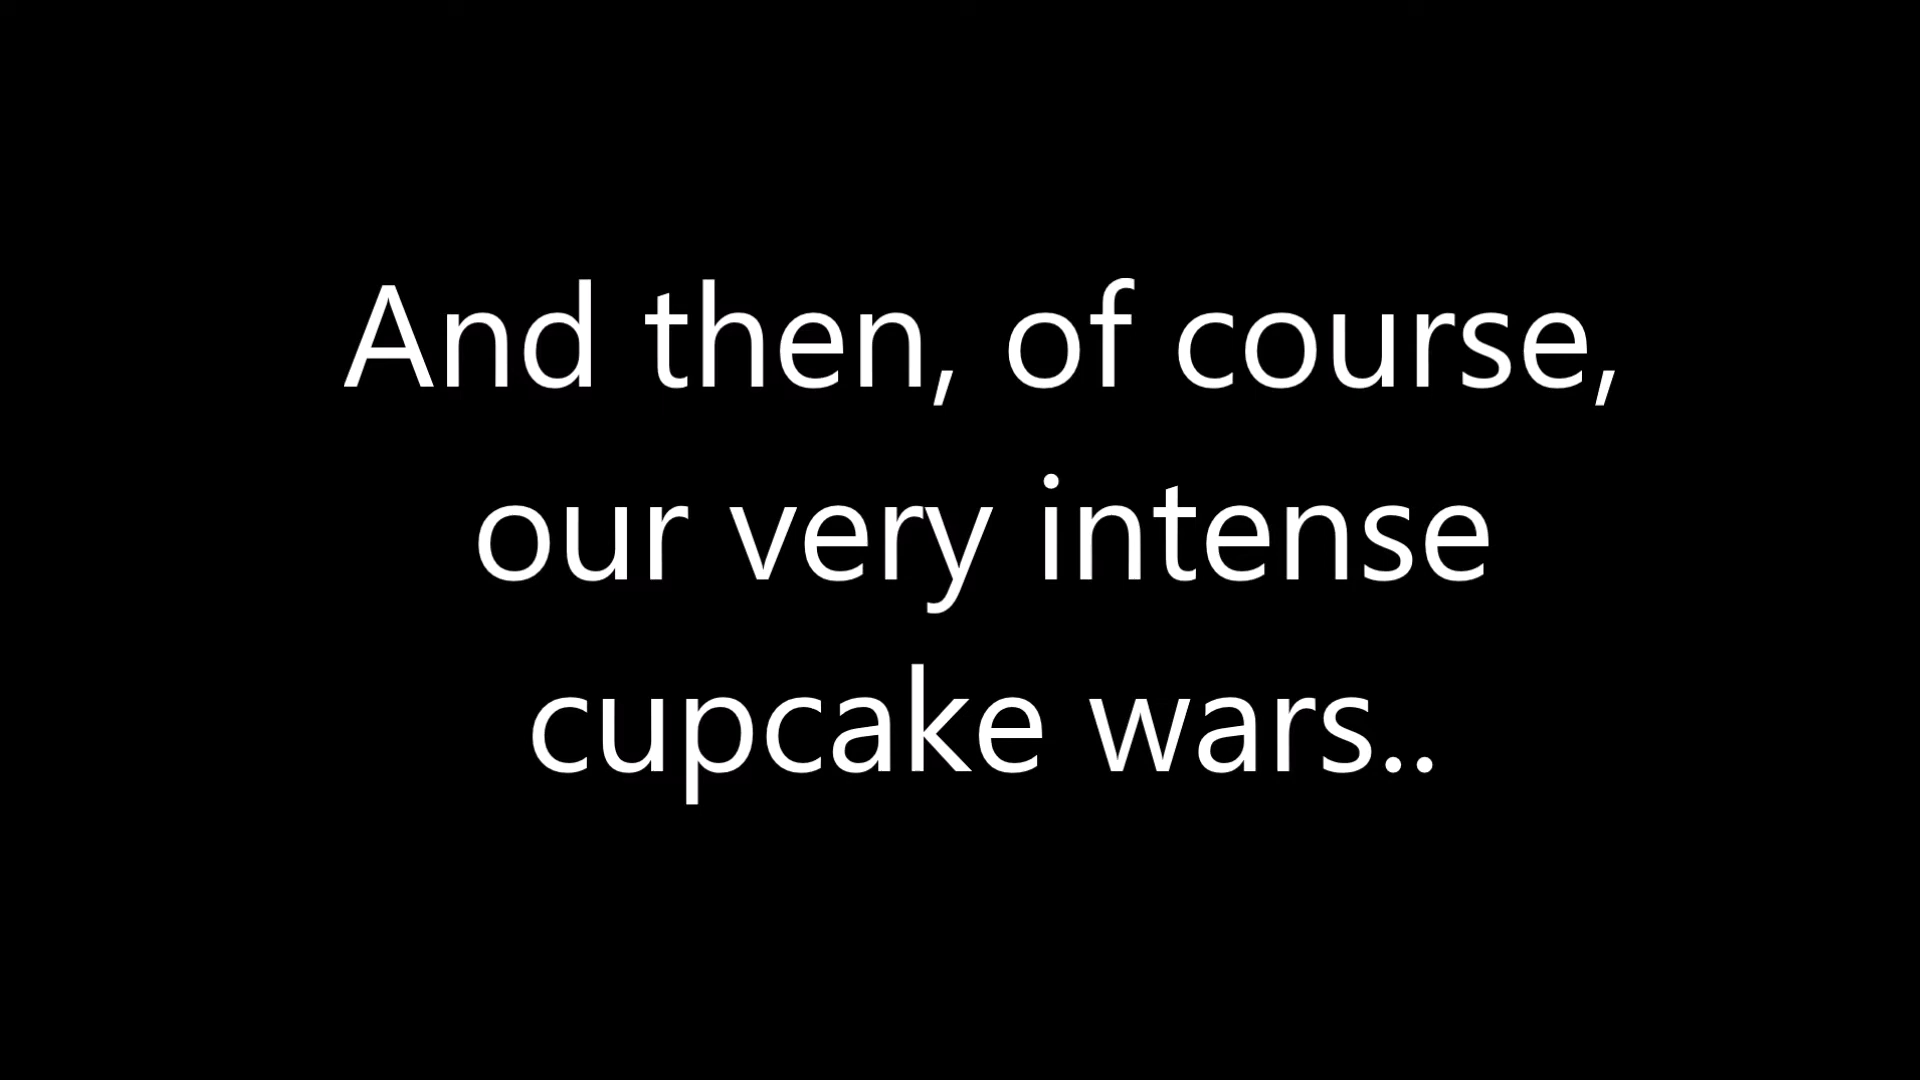 And then, of course,
our very intense
cupcake wars..